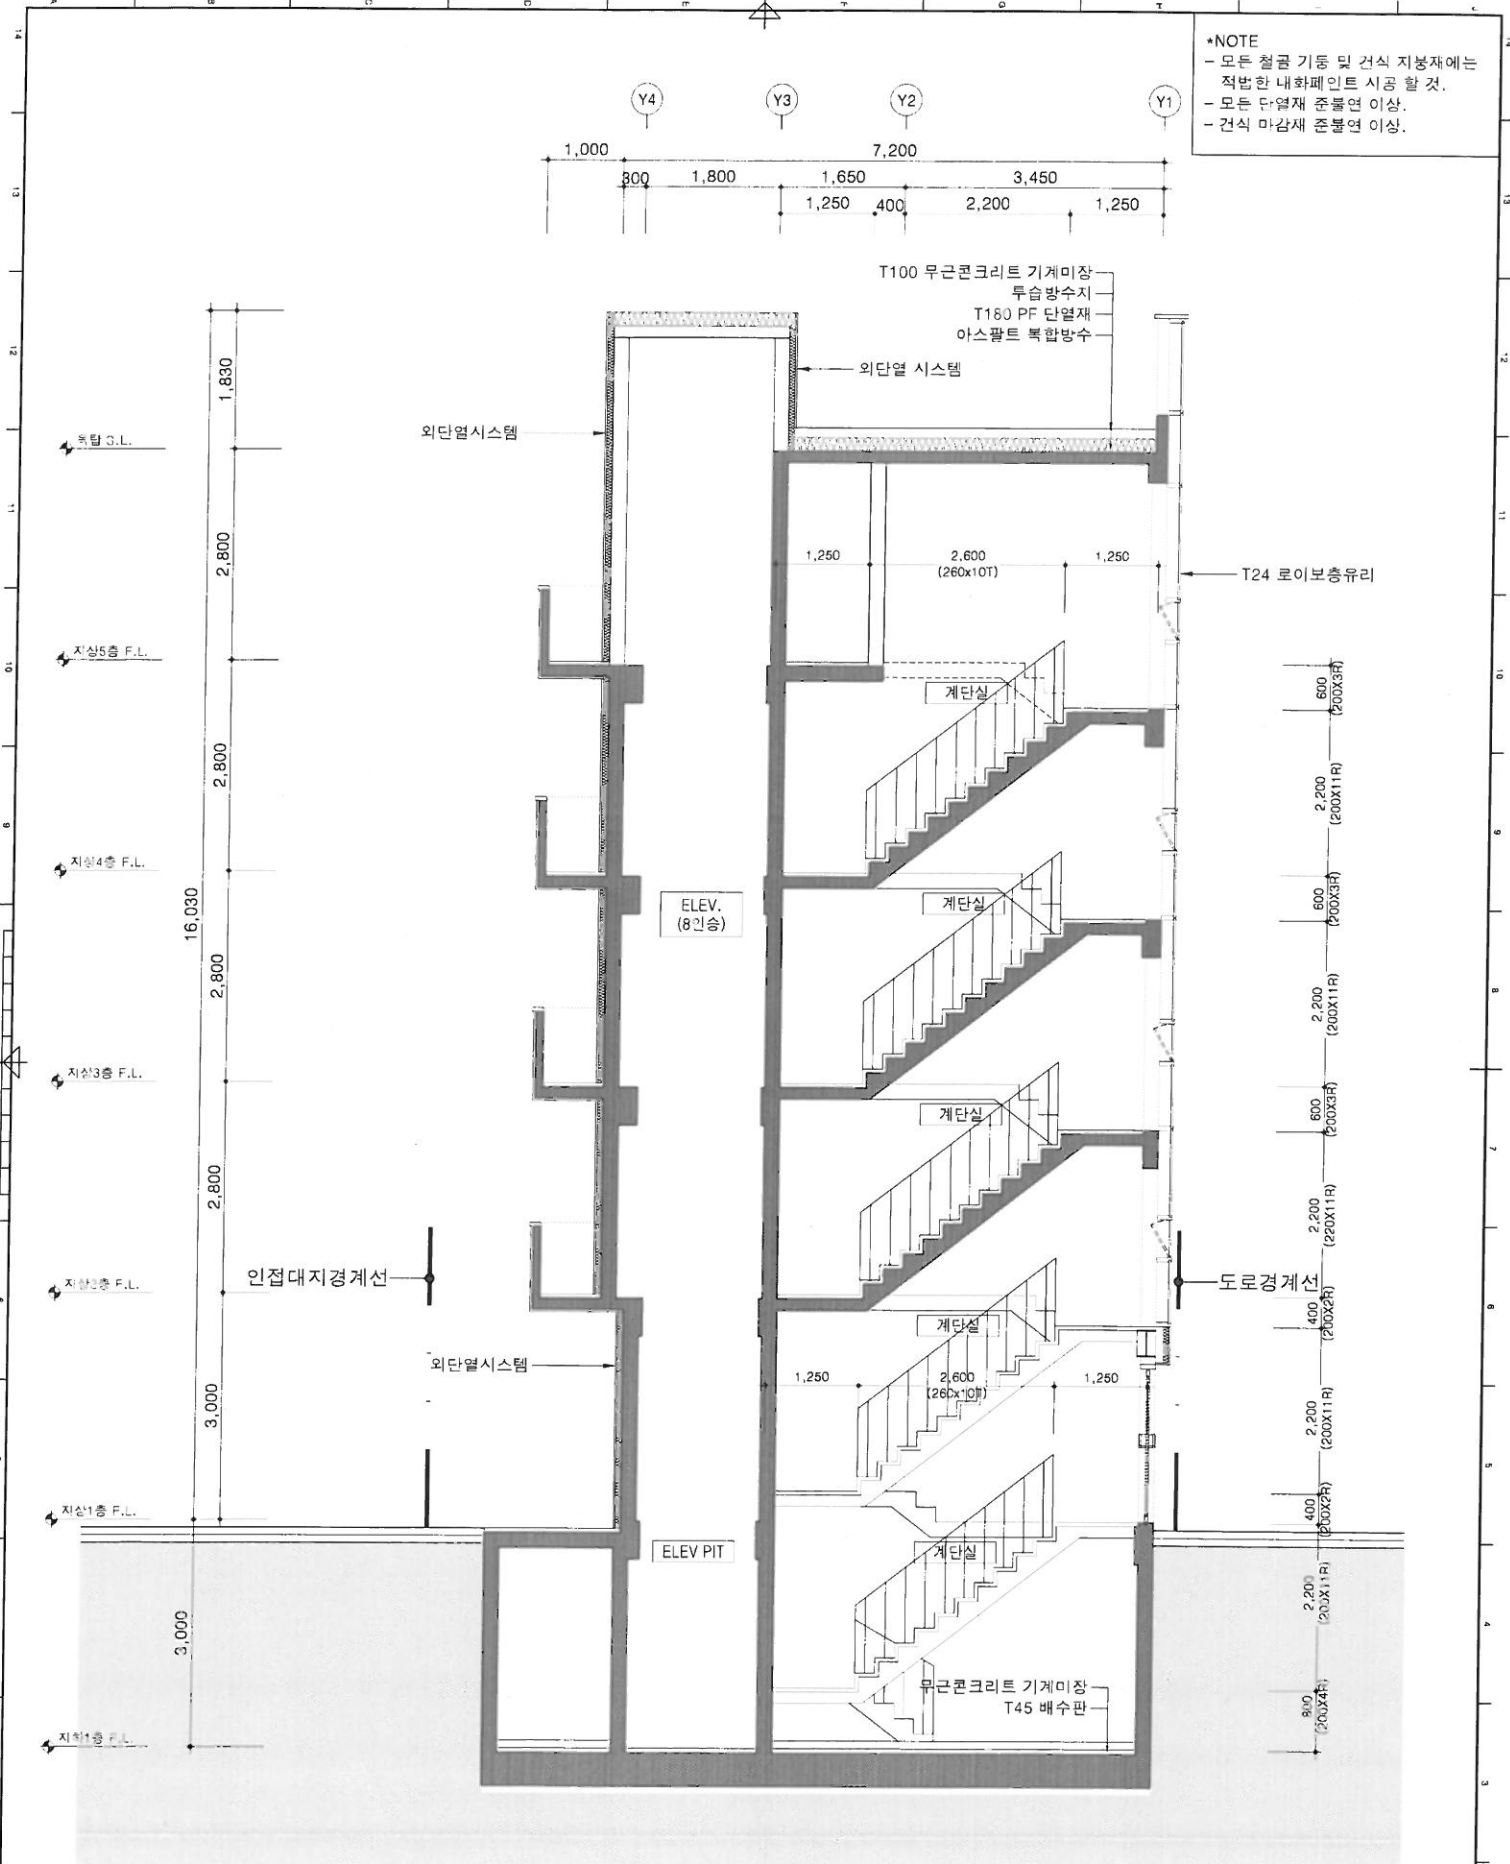 *NOTE
- 모든 철골 기둥 및 건식 지붕재에는
적법한 내화페인트 시공 할 것.
- 모든 단열재 준불연 이상.
- 건식 마감재 준불연 이상.
Y4
Y3
Y2
Y1
1,000
7,200
300
1,800
1,650
3,450
1,250
400
2,200
1,250
T100 무근콘크리트 기계미장
투습방수지
T180 PF 단열재
아스팔트 복합방수
외단열 시스템
외단열시스템
1,830
옥탑 S.L.
2,800
1,250
2,600
(260x10T)
1,250
T24 로이보층유리
지상5층 F.L.
계단실
600
(200X3R)
2,800
2,200
(200X11R)
지상4층 F.L.
16,030
ELEV.
(8인승)
계단실
600
(200X3R)
2,800
2,200
(200X11R)
지상3층 F.L.
계단실
600
(200X3R)
2,800
2,200
(220X11R)
인접대지경계선
도로경계선
지상2층 F.L.
계단실
400
(200X2R)
외단열시스템
1,250
2,600
(260x10T)
1,250
3,000
2,200
(200X11R)
지상1층 F.L.
400
(200X2R)
ELEV PIT
계단실
2,200
(200X11R)
3,000
무근콘크리트 기계미장
T45 배수판
800
(200X4R)
지하1층 F.L.